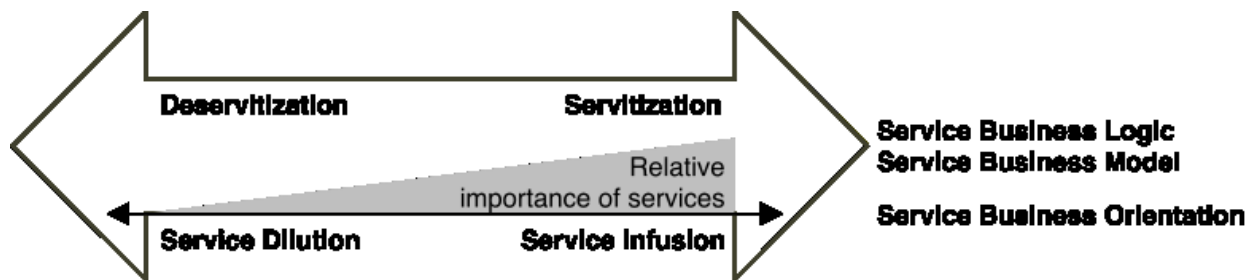 Deservitization
Servitization
Service Business Logic
Service Business Model
Relative
importance of services
Service Business Orientation
Service Dilution
Service Infusion